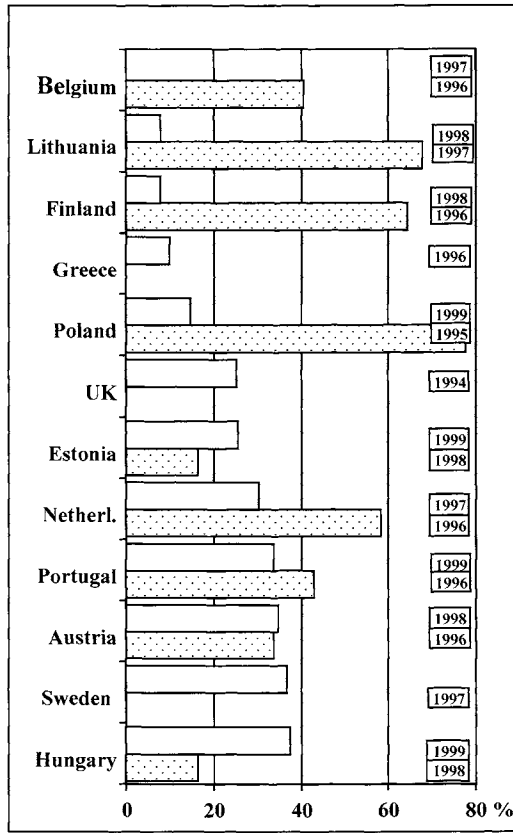 1997
Belgium 1996
1998
Lithuania 1997
1998
Finland 1996
1996
Greece
1999
Poland 1995
1994
UK
1999
Estonia 1998
1997
Netherl. 1996
1999
Portugal 1996
1998
Austria 1996
Sweden 1997
1999
Hungary 1998
0 20 40 60 80 %